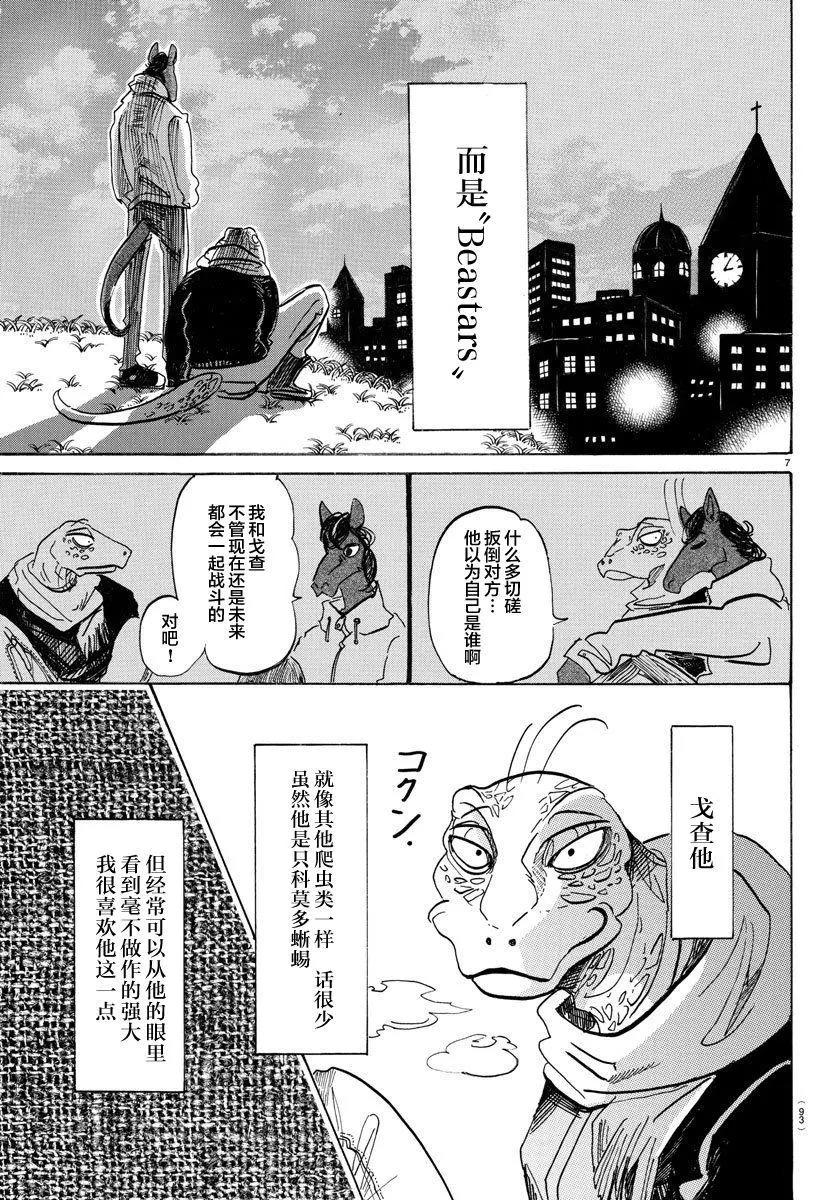 而是〝Beastars〞
7
什么多切磋
扳倒对方…
他以为自己是谁啊
我和戈查
不管现在还是未来
都会一起战斗的
对吧！
戈查他
コクン.
就像其他爬虫类一样　话很少
虽然他是只科莫多蜥蜴
但经常可以从他的眼里
看到毫不做作的强大
我很喜欢他这一点
(93)